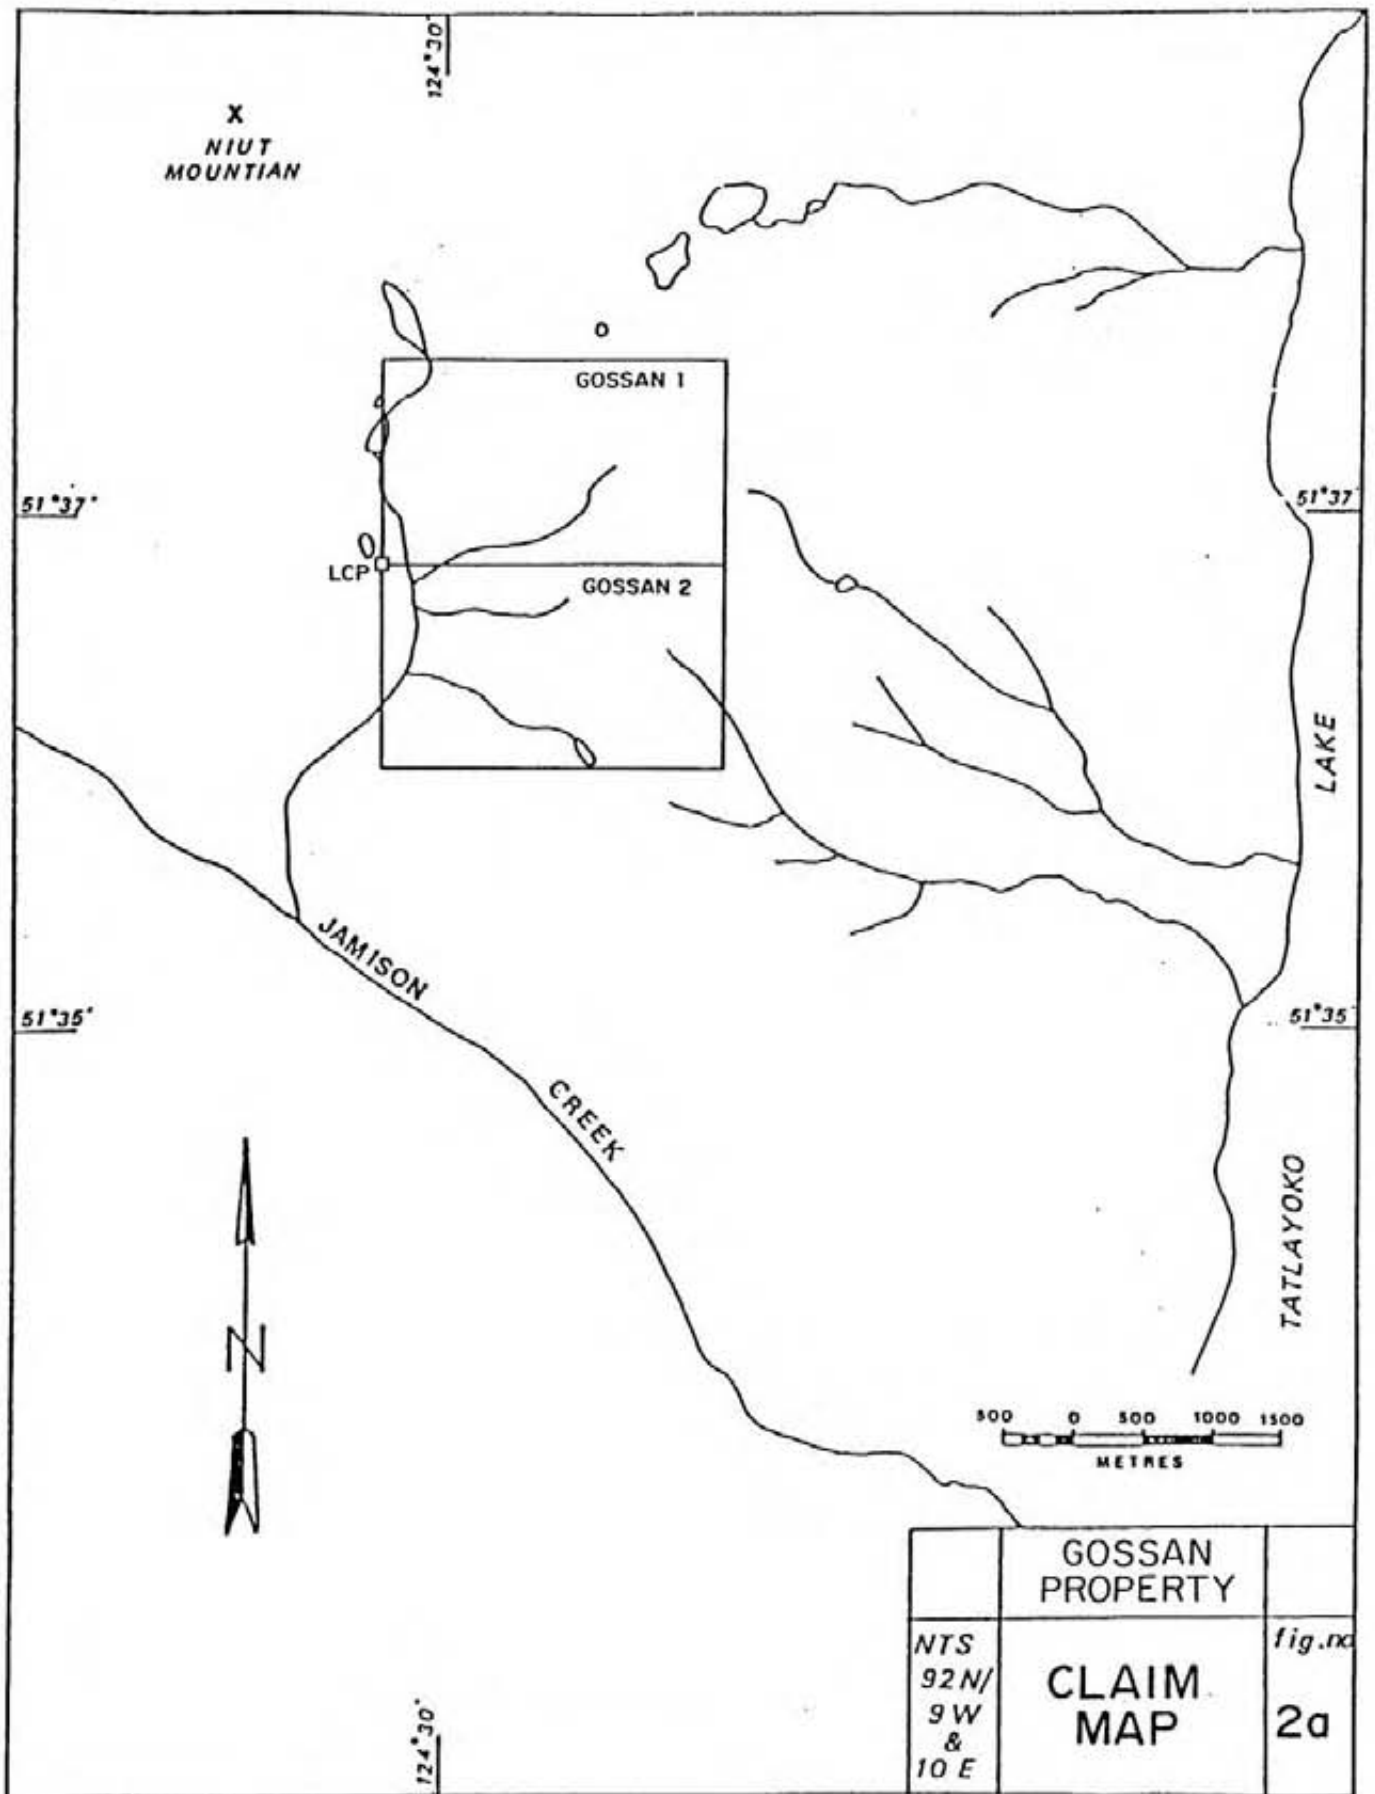 124°30'
X
NIUT
MOUNTIAN
GOSSAN 1
51°37'
51°37'
LCP
GOSSAN 2
LAKE
JAMISON
51°35'
51°35'
CREEK
TATLAYOKO
N
500 0 500 1000 1500
METRES
GOSSAN
PROPERTY
NTS
92N/
9W
&
10 E
CLAIM
MAP
fig.no
2a
124°30'